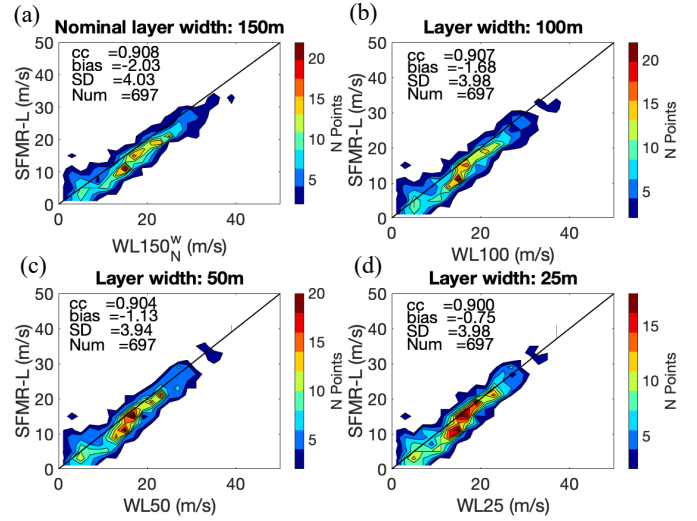 (a)
Nominal layer width: 150m
cc =0.908
bias=-2.03
SD =4.03
Num =697
SFMR-L (m/s)
50
40
30
20
10
0
0 20 40
WL150_N^w (m/s)
20
15
10
5
N Points
(b)
Layer width: 100m
cc =0.907
bias=-1.68
SD =3.98
Num =697
SFMR-L (m/s)
50
40
30
20
10
0
0 20 40
WL100 (m/s)
20
15
10
5
N Points
(c)
Layer width: 50m
cc =0.904
bias=-1.13
SD =3.94
Num =697
SFMR-L (m/s)
50
40
30
20
10
0
0 20 40
WL50 (m/s)
20
15
10
5
N Points
(d)
Layer width: 25m
cc =0.900
bias=-0.75
SD =3.98
Num =697
SFMR-L (m/s)
50
40
30
20
10
0
0 20 40
WL25 (m/s)
15
10
5
N Points